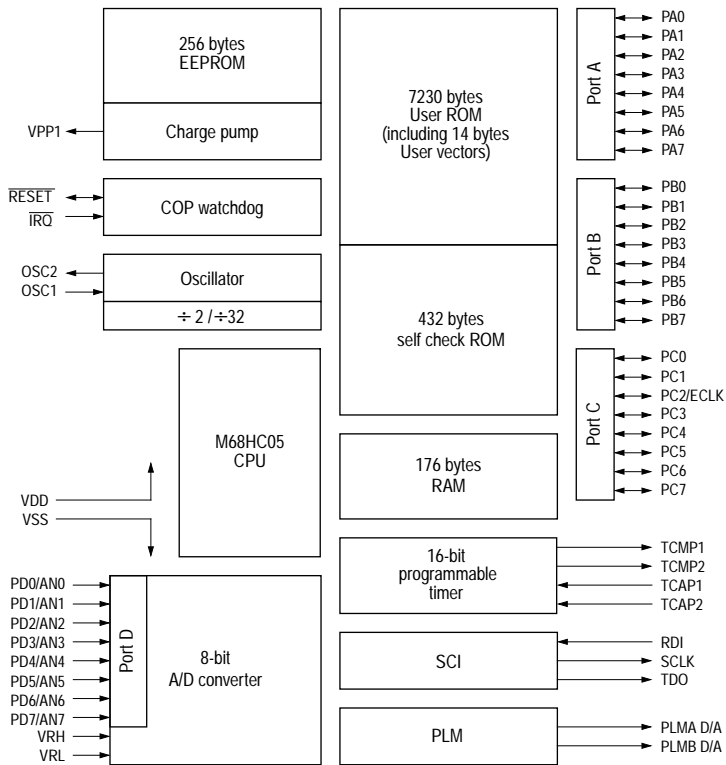 256 bytes
EEPROM
Charge pump
VPP1
RESET
IRQ
COP watchdog
OSC2
OSC1
Oscillator
÷ 2 / ÷32
M68HC05
CPU
VDD
VSS
PD0/AN0
PD1/AN1
PD2/AN2
PD3/AN3
PD4/AN4
PD5/AN5
PD6/AN6
PD7/AN7
VRH
VRL
Port D
8-bit
A/D converter
7230 bytes
User ROM
(including 14 bytes
User vectors)
432 bytes
self check ROM
176 bytes
RAM
16-bit
programmable
timer
SCI
PLM
Port A
PA0
PA1
PA2
PA3
PA4
PA5
PA6
PA7
Port B
PB0
PB1
PB2
PB3
PB4
PB5
PB6
PB7
Port C
PC0
PC1
PC2/ECLK
PC3
PC4
PC5
PC6
PC7
TCMP1
TCMP2
TCAP1
TCAP2
RDI
SCLK
TDO
PLMA D/A
PLMB D/A